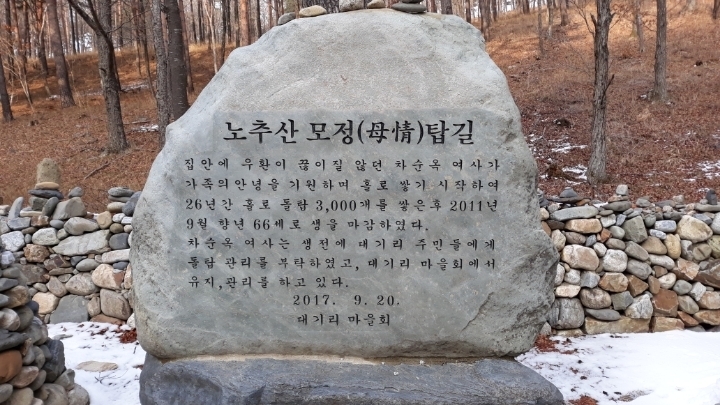 노추산 모정(母情)탑길
집안에 우환이 끊이질 않던 차순옥 여사가
가족의안녕을 기원하며 홀로 쌓기 시작하여
26년간 홀로 돌탑 3,000개를 쌓은후 2011년
9월 향년 66세로 생을 마감하였다.
차순옥 여사는 생전에 대기리 주민들에게
돌탑 관리를 부탁하였고, 대기리 마을회에서
유지,관리를 하고 있다.
2017. 9. 20.
대기리 마을회